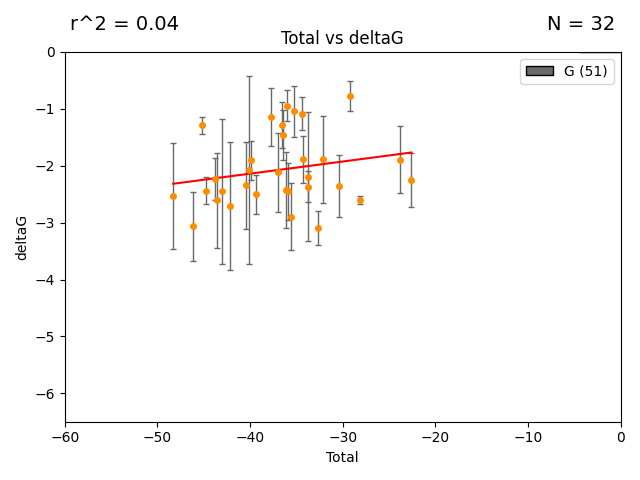 r^2 = 0.04
N = 32
Total vs deltaG
G (51)
0
−1
−2
−3
−4
−5
−6
deltaG
−60
−50
−40
−30
−20
−10
0
Total